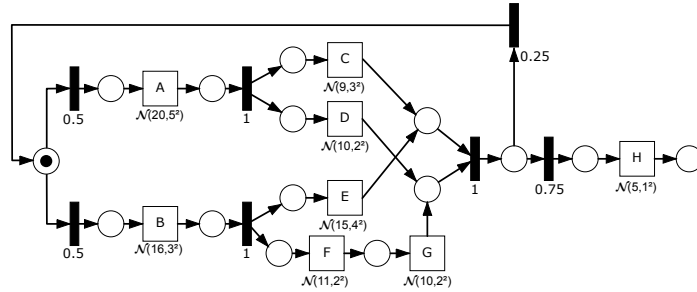 0.25
C
A
𝒩(9,3²)
0.5
𝒩(20,5²)
1
D
𝒩(10,2²)
H
1
0.75
𝒩(5,1²)
E
B
𝒩(15,4²)
0.5
𝒩(16,3²)
1
F
G
𝒩(11,2²)
𝒩(10,2²)